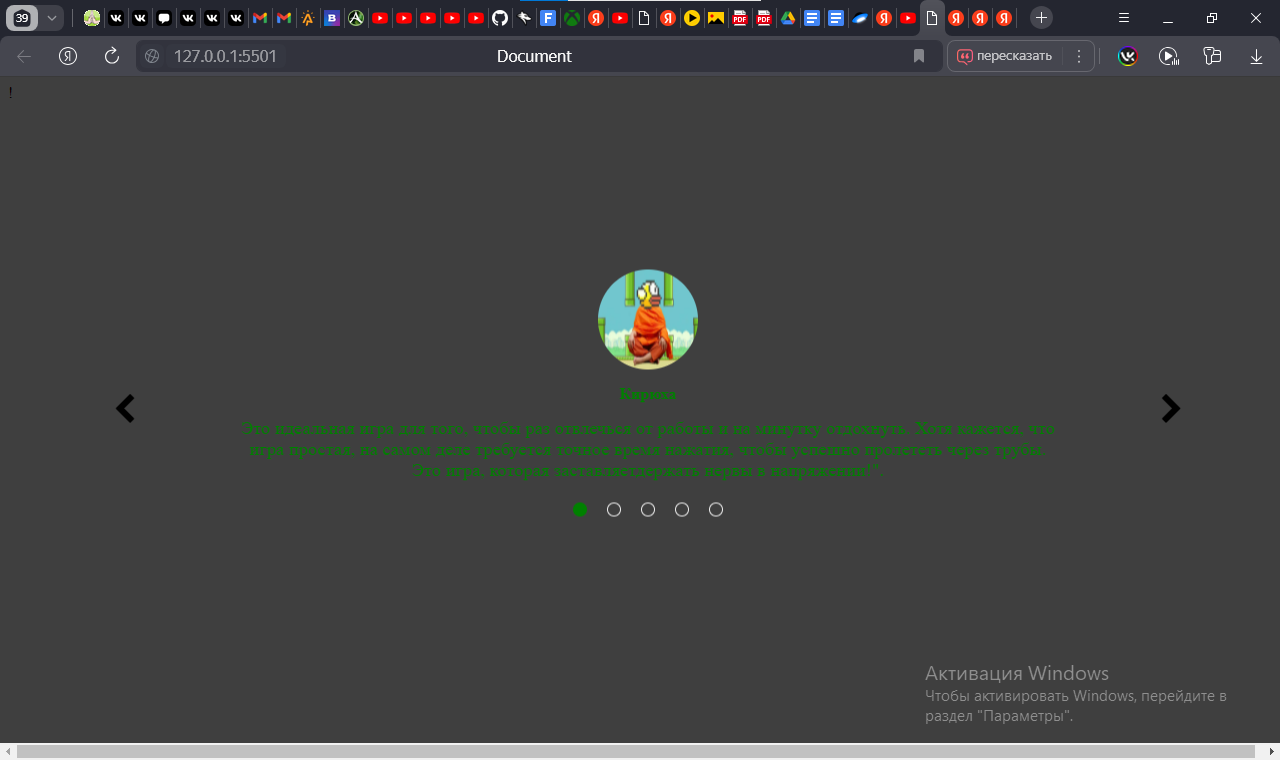 39
127.0.0.1:5501
Document
пересказать
!
Кирюха
Это идеальная игра для того, чтобы раз отвлечься от работы и на минутку отдохнуть. Хотя кажется, что
игра простая, на самом деле требуется точное время нажатия, чтобы успешно пролететь через трубы.
Это игра, которая заставляетдержать нервы в напряжении!".
Активация Windows
Чтобы активировать Windows, перейдите в
раздел "Параметры".